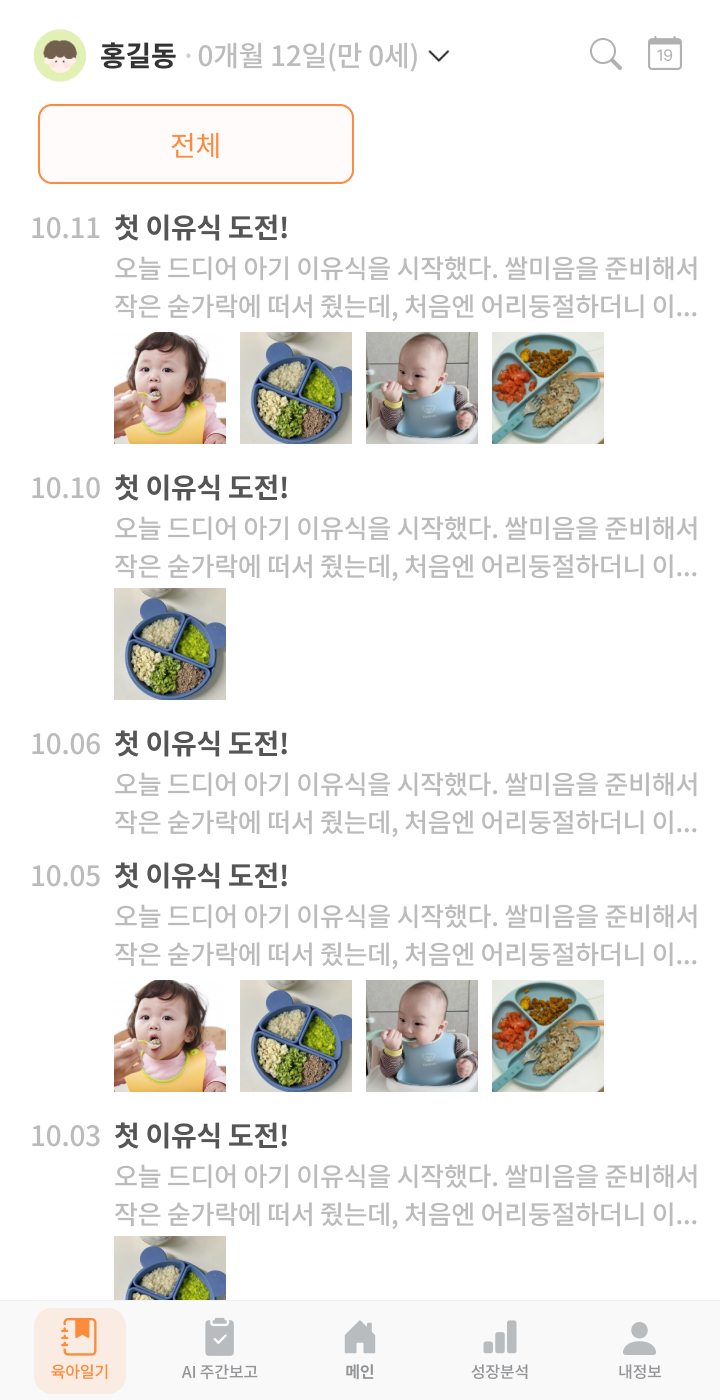 홍길동 · 0개월 12일(만 0세)
19
전체
10.11 첫 이유식 도전!
오늘 드디어 아기 이유식을 시작했다. 쌀미음을 준비해서
작은 숟가락에 떠서 줬는데, 처음엔 어리둥절하더니 이...
10.10 첫 이유식 도전!
오늘 드디어 아기 이유식을 시작했다. 쌀미음을 준비해서
작은 숟가락에 떠서 줬는데, 처음엔 어리둥절하더니 이...
10.06 첫 이유식 도전!
오늘 드디어 아기 이유식을 시작했다. 쌀미음을 준비해서
작은 숟가락에 떠서 줬는데, 처음엔 어리둥절하더니 이...
10.05 첫 이유식 도전!
오늘 드디어 아기 이유식을 시작했다. 쌀미음을 준비해서
작은 숟가락에 떠서 줬는데, 처음엔 어리둥절하더니 이...
10.03 첫 이유식 도전!
오늘 드디어 아기 이유식을 시작했다. 쌀미음을 준비해서
작은 숟가락에 떠서 줬는데, 처음엔 어리둥절하더니 이...
육아일기
AI 주간보고
메인
성장분석
내정보